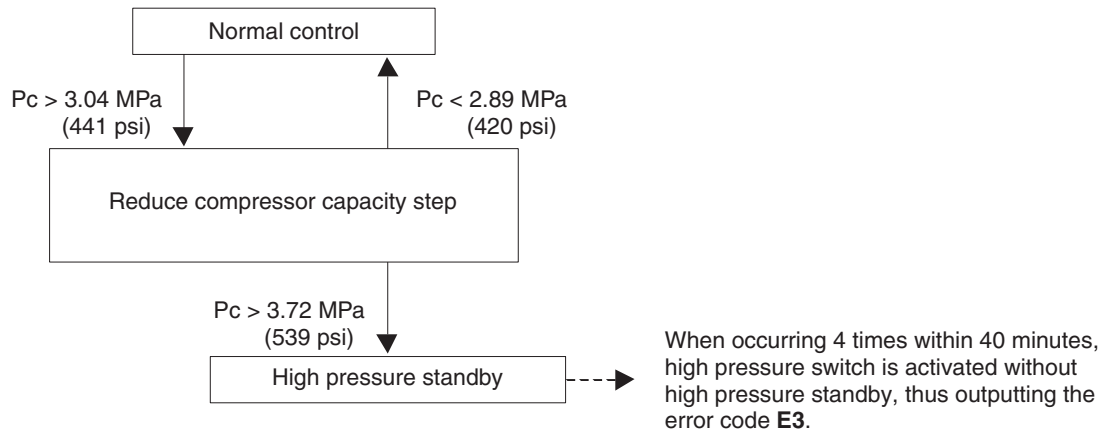 Normal control
Pc > 3.04 MPa
(441 psi)
Pc < 2.89 MPa
(420 psi)
Reduce compressor capacity step
Pc > 3.72 MPa
(539 psi)
High pressure standby
When occurring 4 times within 40 minutes,
high pressure switch is activated without
high pressure standby, thus outputting the
error code E3.